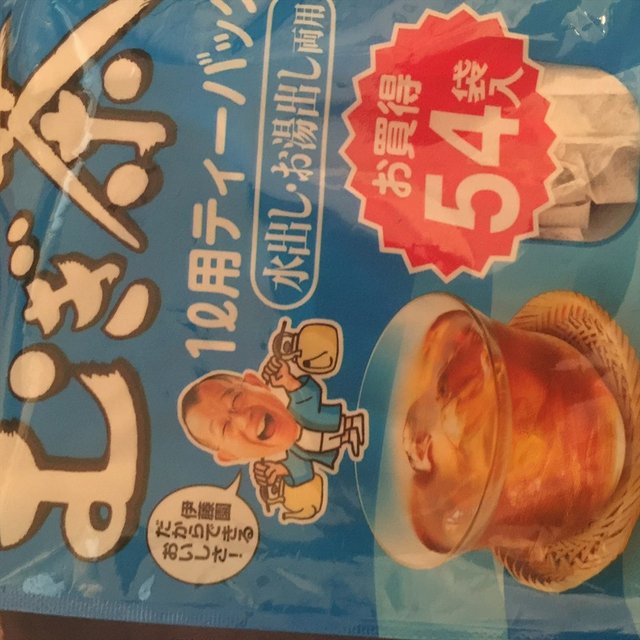 むぎ茶
1ℓ用ティーバッグ
水出し・お湯出し両用
お買得
54袋入
伊藤園
だからできる
おいしさ!